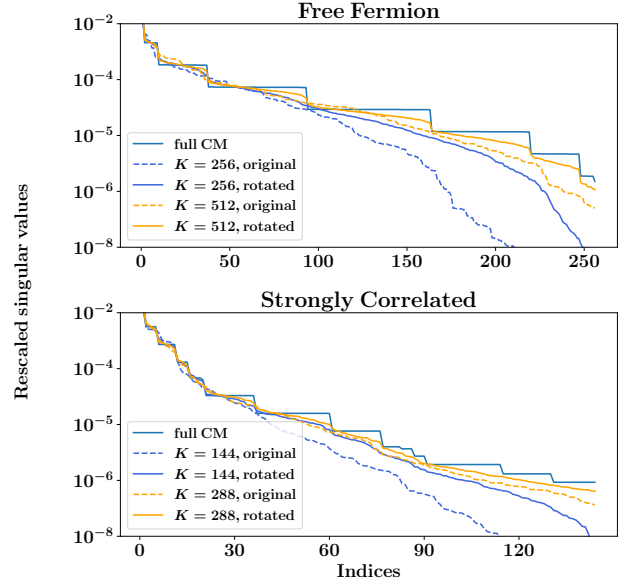 Free Fermion
10^{-2}
10^{-4}
10^{-5}
10^{-6}
10^{-8}
full CM
K = 256, original
K = 256, rotated
K = 512, original
K = 512, rotated
0 50 100 150 200 250
Rescaled singular values
Strongly Correlated
10^{-2}
10^{-4}
10^{-5}
10^{-6}
10^{-8}
full CM
K = 144, original
K = 144, rotated
K = 288, original
K = 288, rotated
0 30 60 90 120
Indices